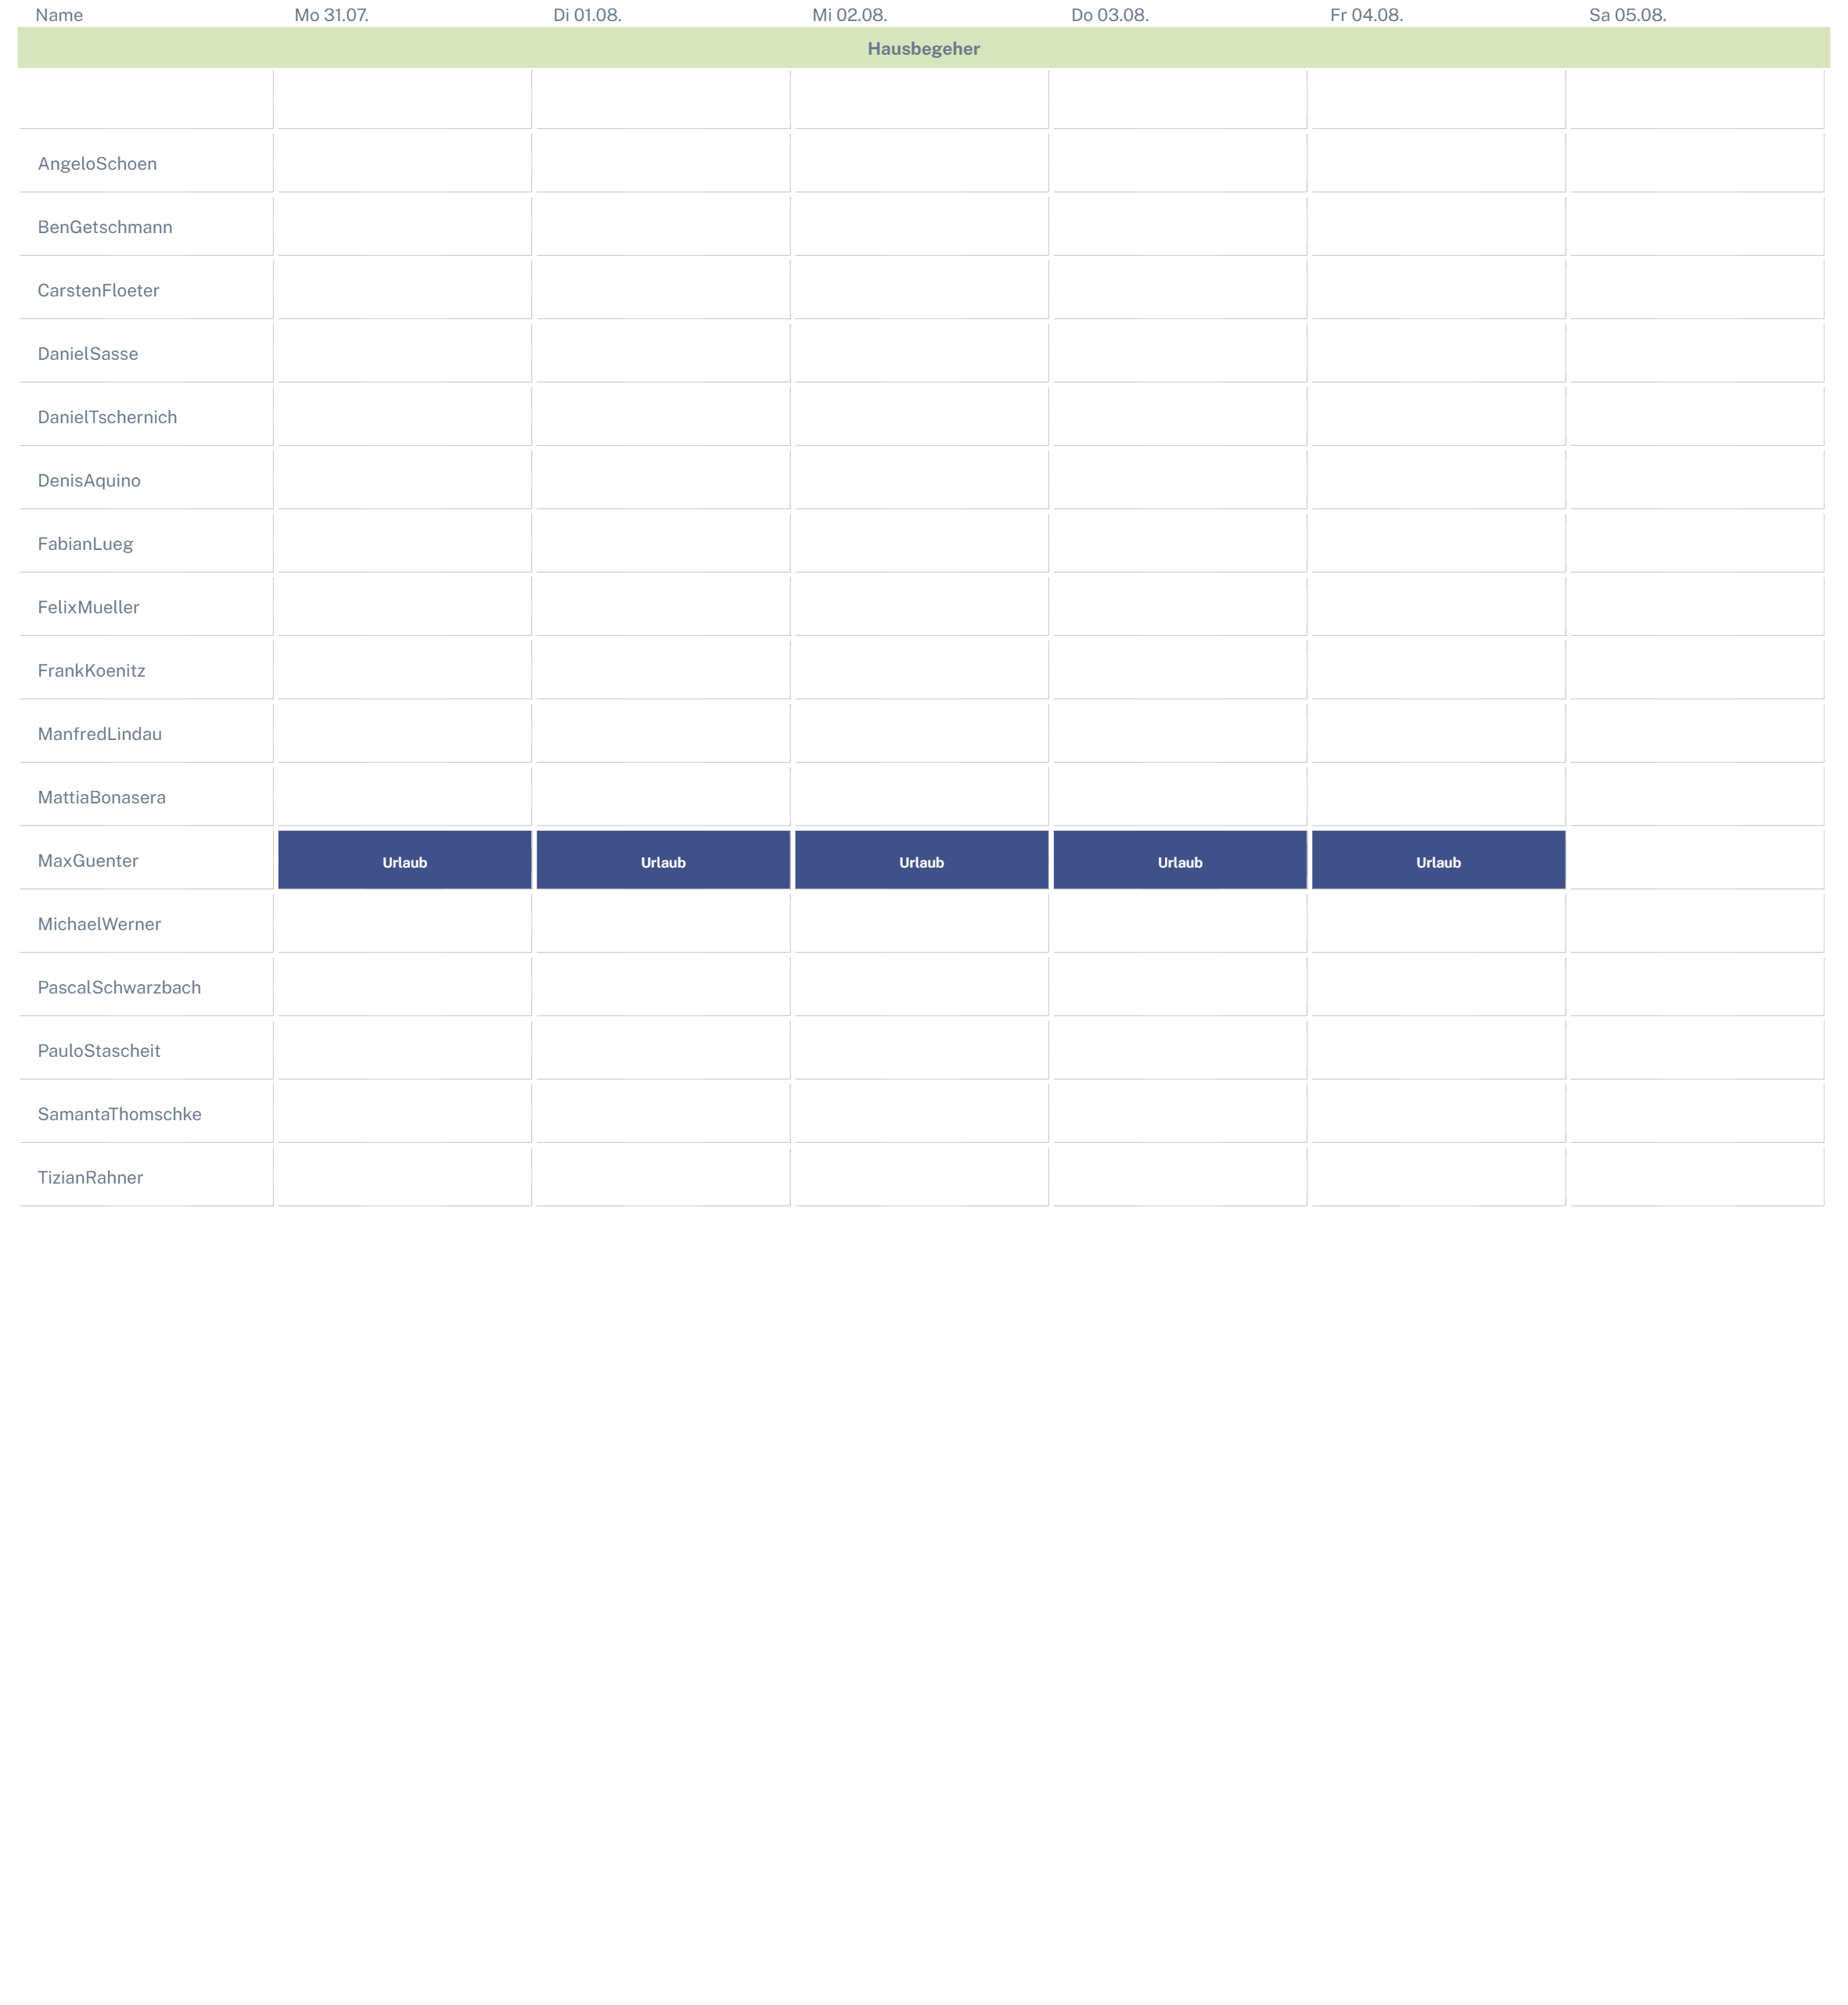 Name Mo 31.07. Di 01.08. Mi 02.08. Do 03.08. Fr 04.08. Sa 05.08.
Hausbegeher
AngeloSchoen
BenGetschmann
CarstenFloeter
DanielSasse
DanielTschernich
DenisAquino
FabianLueg
FelixMueller
FrankKoenitz
ManfredLindau
MattiaBonasera
MaxGuenter Urlaub Urlaub Urlaub Urlaub Urlaub
MichaelWerner
PascalSchwarzbach
PauloStascheit
SamantaThomschke
TizianRahner